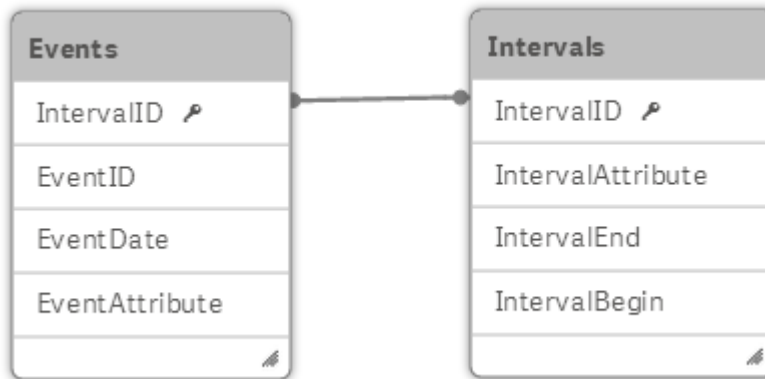 Events
IntervalID
EventID
EventDate
EventAttribute
Intervals
IntervalID
IntervalAttribute
IntervalEnd
IntervalBegin